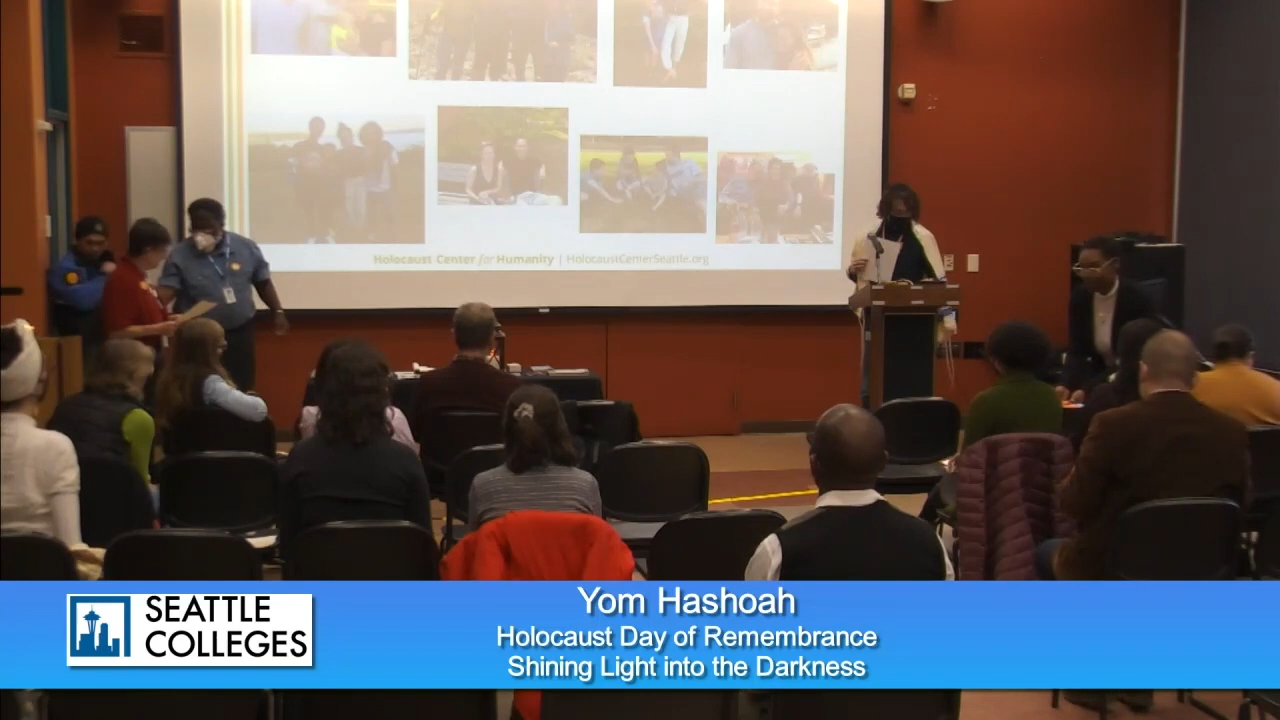 Holocaust Center for Humanity | HolocaustCenterSeattle.org
SEATTLE
COLLEGES
Yom Hashoah
Holocaust Day of Remembrance
Shining Light into the Darkness